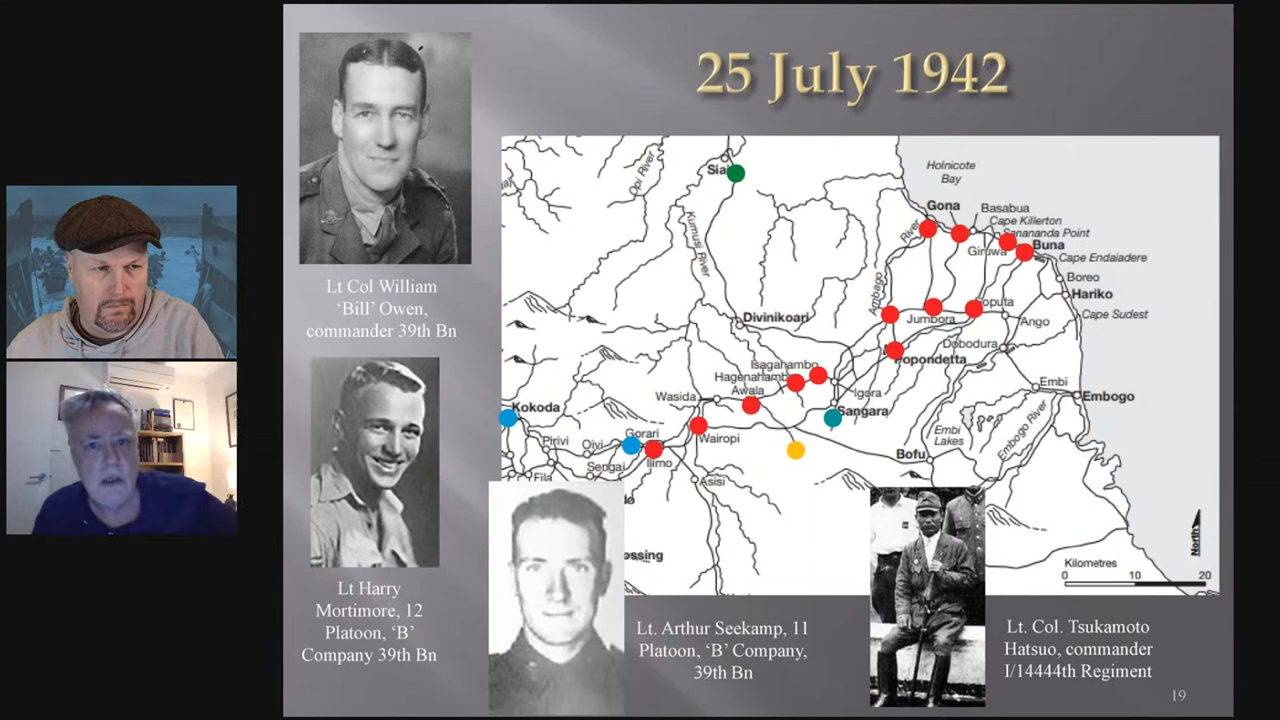 25 July 1942
Lt Col William
‘Bill’ Owen,
commander 39th Bn
Lt Harry
Mortimore, 12
Platoon, ‘B’
Company 39th Bn
Lt. Arthur Seekamp, 11
Platoon, ‘B’ Company,
39th Bn
Lt. Col. Tsukamoto
Hatsuo, commander
I/14444th Regiment
19
Holnicote
Bay
Opi River
Kumusi River
Gona
Basabua
Cape Killerton
Sanananda Point
River
Giruwa
Buna
Cape Endaiadere
Boreo
Hariko
Cape Sudest
Jumbora
Ango
Divinikoari
Dobodura
Popondetta
Isagahambo
Awala
Igora
Embi
Embogo
Wasida
Sangara
Kokoda
Embi
Lakes
Embogo River
Pirivi
Oivi
Gorari
Wairopi
Bofu
Sengai
Ilimo
Fila
Asisi
North
Kilometres
0 10 20